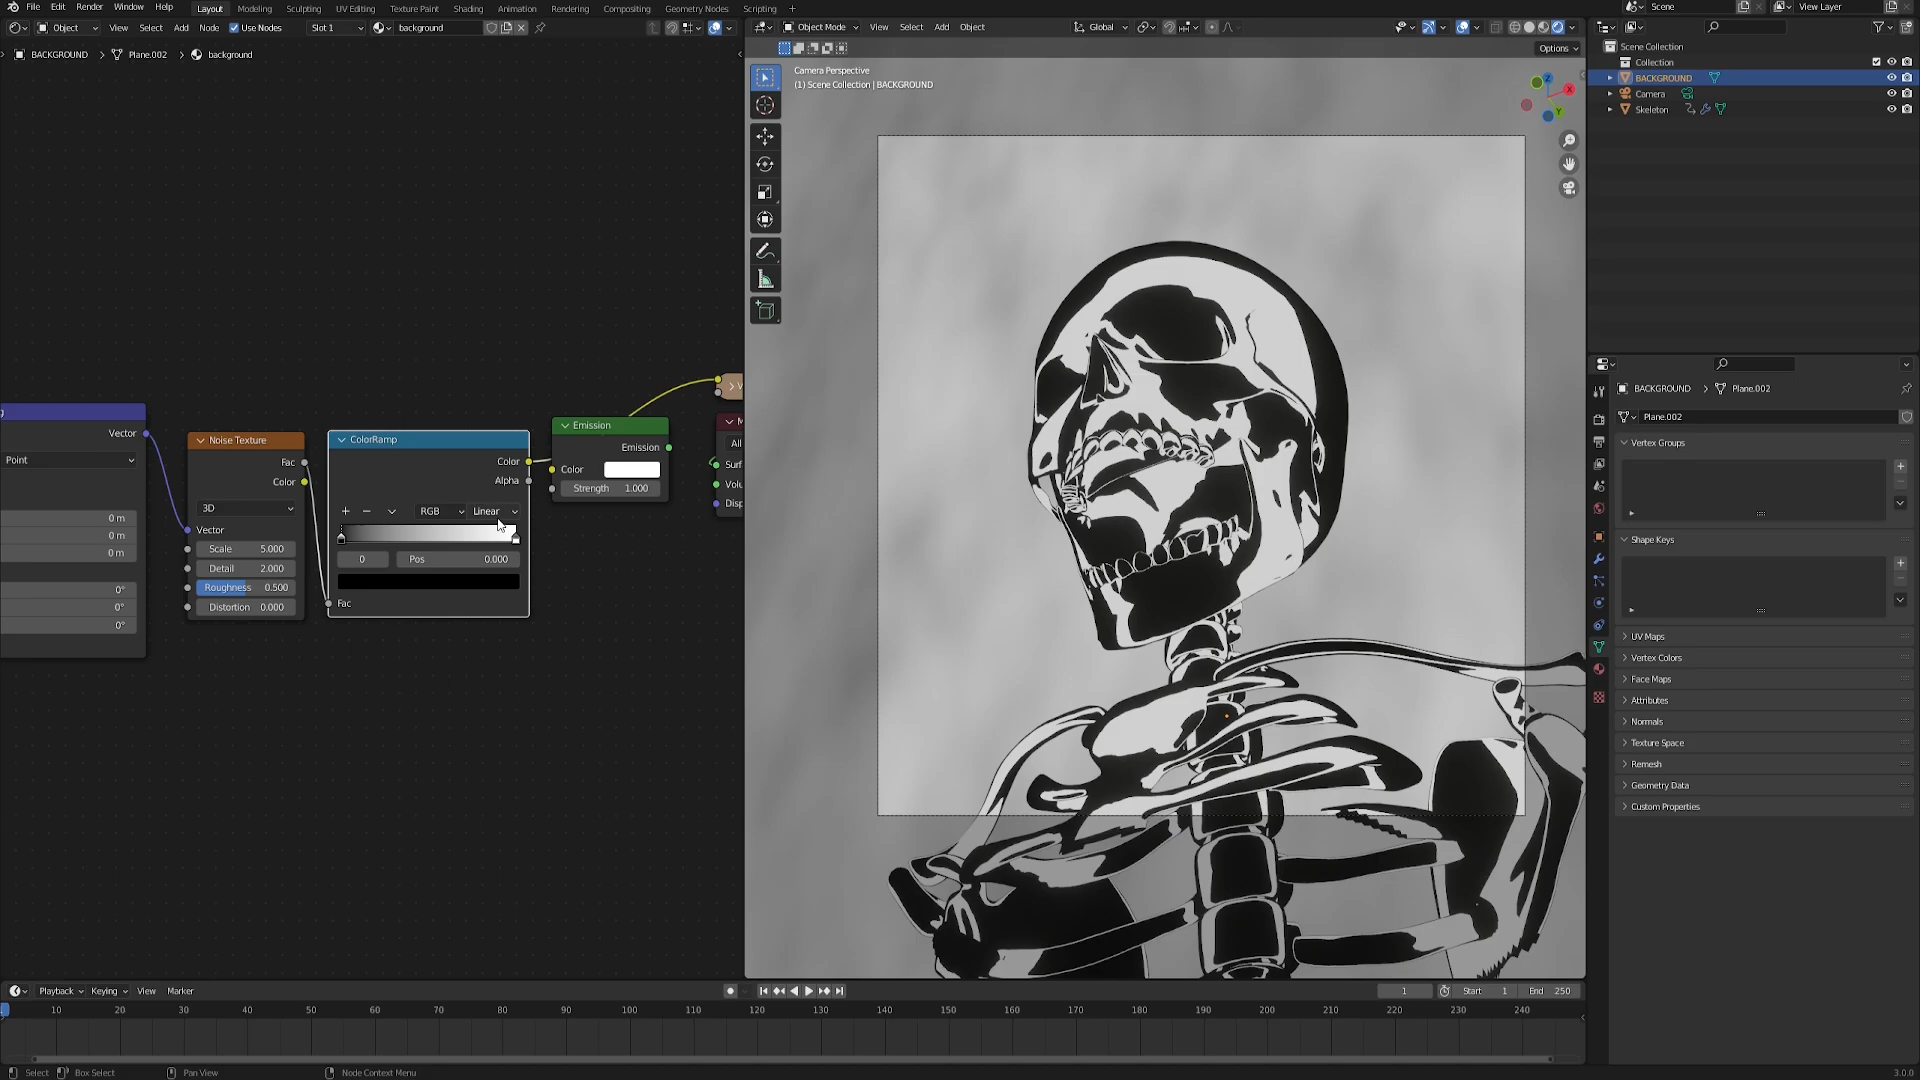 File Edit Render Window Help Layout Modeling Sculpting UV Editing Texture Paint Shading Animation Rendering Compositing Geometry Nodes Scripting + Scene View Layer
Object View Select Add Node Use Nodes Slot 1 background Object Mode View Select Add Object Global
Options
BACKGROUND > Plane.002 > background
Camera Perspective
(1) Scene Collection | BACKGROUND
Scene Collection
Collection
BACKGROUND
Camera
Skeleton
Vector
Point
0 m
0 m
0 m
0°
0°
0°
Noise Texture
Fac
Color
3D
Vector
Scale 5.000
Detail 2.000
Roughness 0.500
Distortion 0.000
ColorRamp
Color
Alpha
RGB Linear
0 Pos 0.000
Fac
Emission
Emission
Color
Strength 1.000
All
Surf
Volu
Disp
X
Y
Z
BACKGROUND > Plane.002
Plane.002
Vertex Groups
Shape Keys
UV Maps
Vertex Colors
Face Maps
Attributes
Normals
Texture Space
Remesh
Geometry Data
Custom Properties
Playback Keying View Marker 1 Start 1 End 250
10 20 30 40 50 60 70 80 90 100 110 120 130 140 150 160 170 180 190 200 210 220 230 240
Select Box Select Pan View Node Context Menu 3.0.0